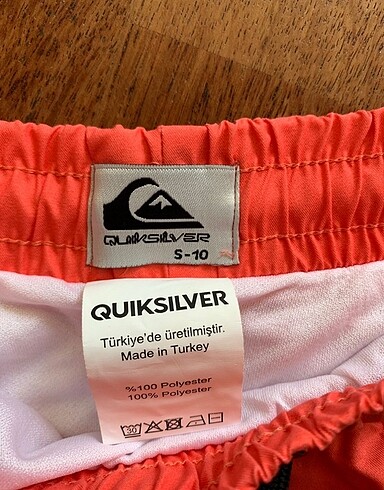 QUIKSILVER
S-10
QUIKSILVER
Türkiye'de üretilmiştir.
Made in Turkey
%100 Polyester
100% Polyester
30